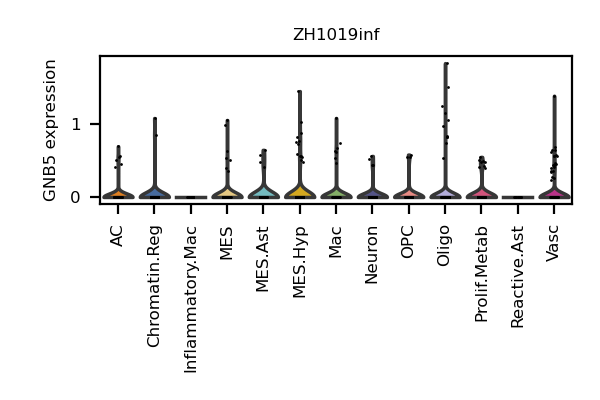 ZH1019inf
GNB5 expression
1
0
AC
Chromatin.Reg
Inflammatory.Mac
MES
MES.Ast
MES.Hyp
Mac
Neuron
OPC
Oligo
Prolif.Metab
Reactive.Ast
Vasc